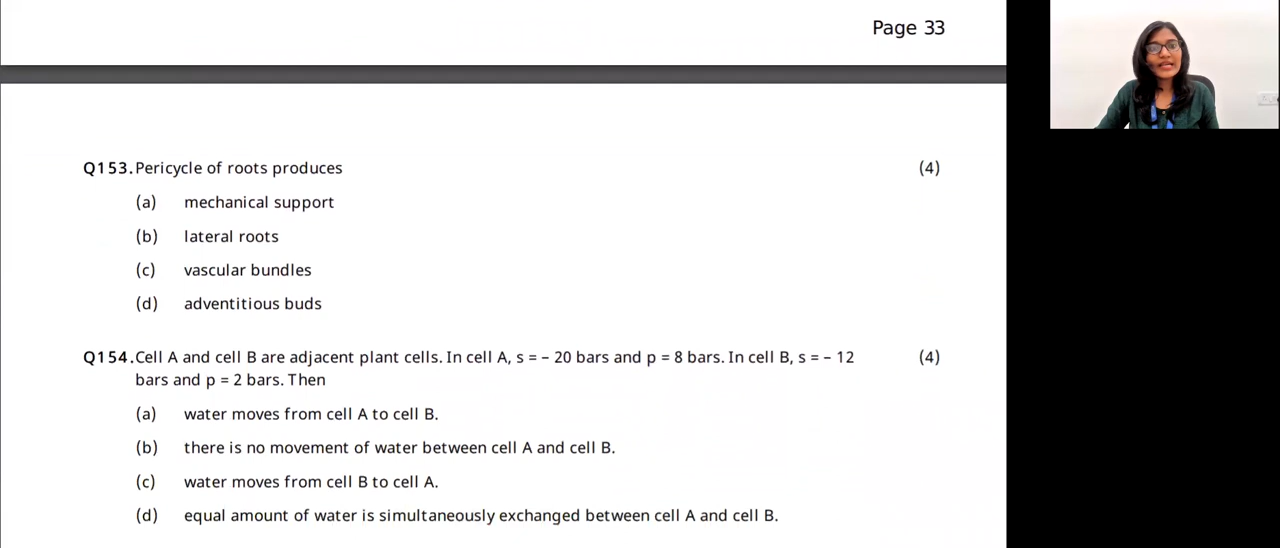 Page 33
Q153. Pericycle of roots produces (4)
(a) mechanical support
(b) lateral roots
(c) vascular bundles
(d) adventitious buds
Q154. Cell A and cell B are adjacent plant cells. In cell A, s = – 20 bars and p = 8 bars. In cell B, s = – 12 (4)
bars and p = 2 bars. Then
(a) water moves from cell A to cell B.
(b) there is no movement of water between cell A and cell B.
(c) water moves from cell B to cell A.
(d) equal amount of water is simultaneously exchanged between cell A and cell B.